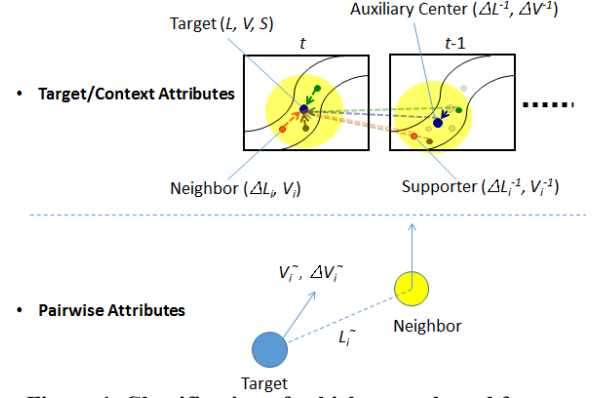 Auxiliary Center (ΔL⁻¹, ΔV⁻¹)
Target (L, V, S)
t
t-1
• Target/Context Attributes
Neighbor (ΔLᵢ, Vᵢ)
Supporter (ΔLᵢ⁻¹, Vᵢ⁻¹)
Vᵢ~, ΔVᵢ~
• Pairwise Attributes
Lᵢ~
Neighbor
Target